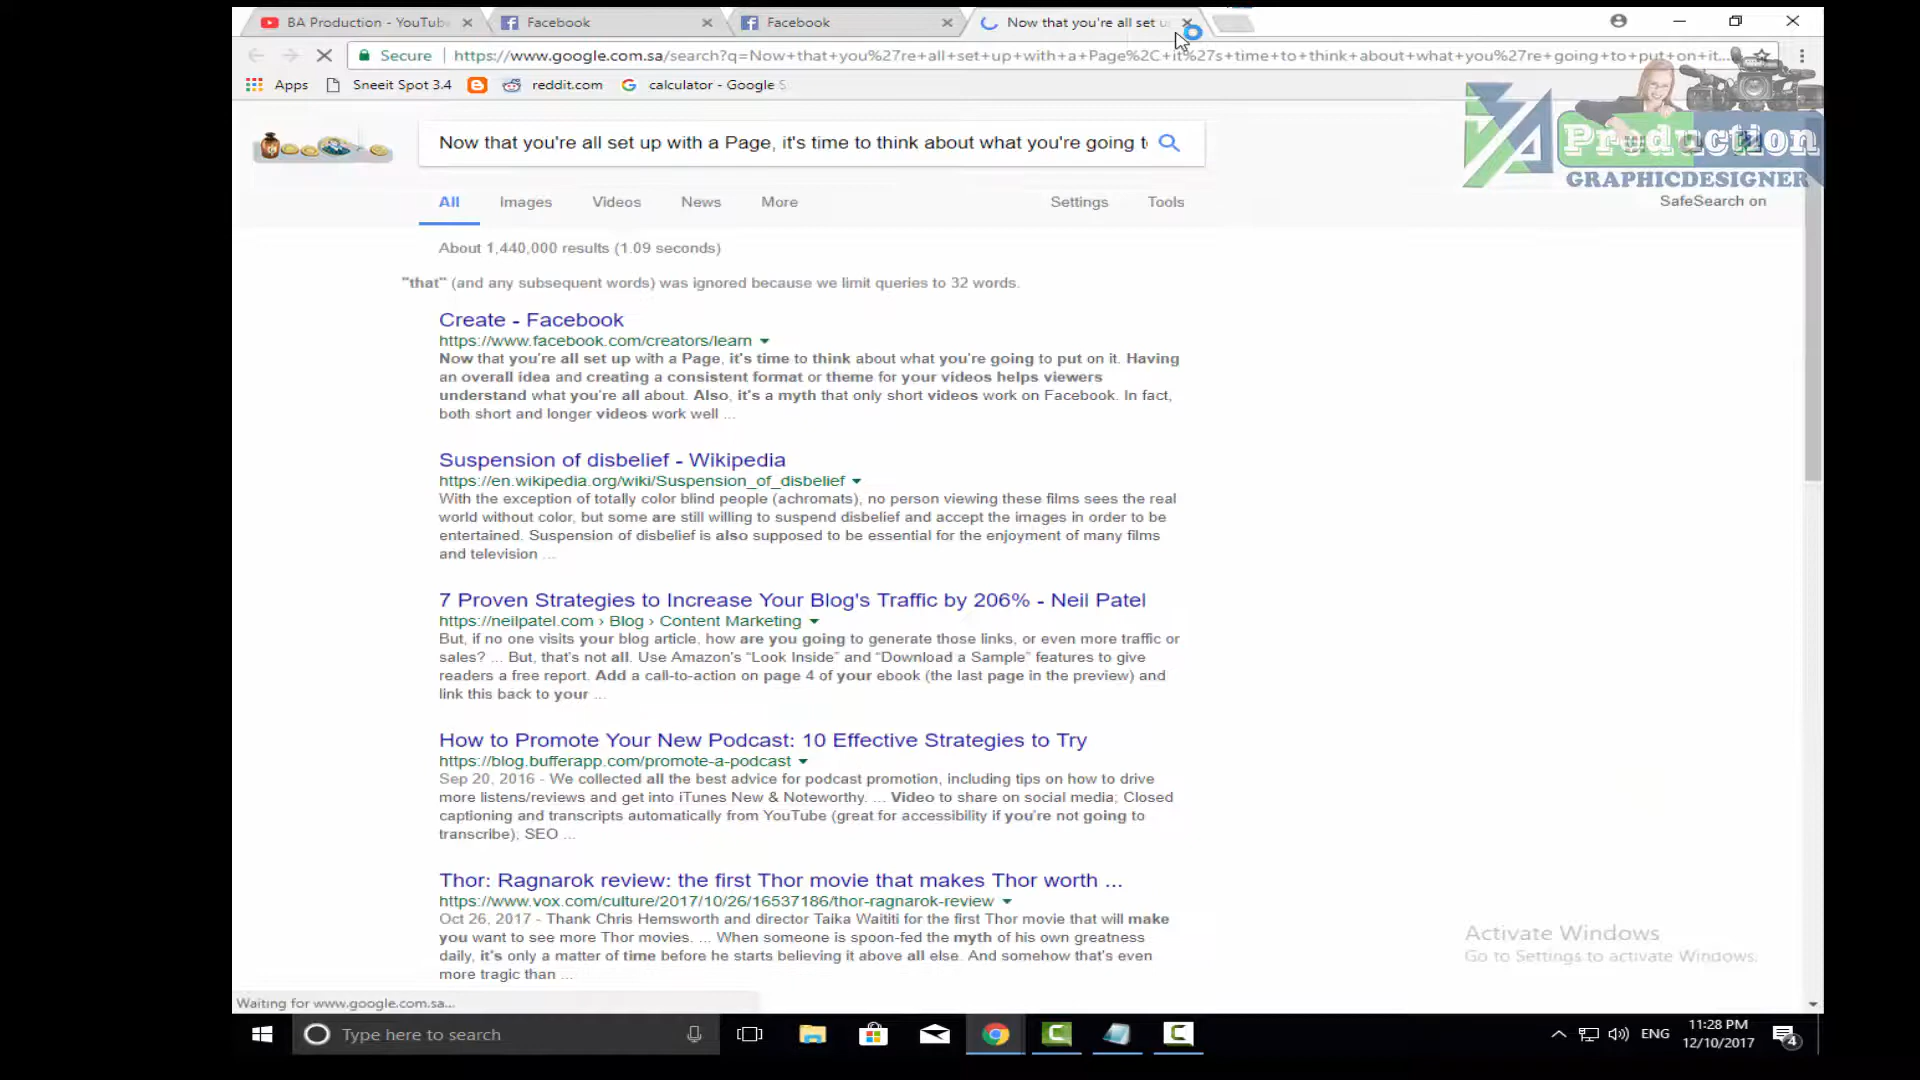 BA Production - YouTub
Facebook
Facebook
Now that you're all set u
Secure
https://www.google.com.sa/search?q=Now+that+you%27re+all+set+up+with+a+Page%2C+it%27s+time+to+think+about+what+you%27re+going+to+put+on+it...
Apps
Sneeit Spot 3.4
reddit.com
calculator - Google S
Now that you're all set up with a Page, it's time to think about what you're going t
Production
GRAPHICDESIGNER
All
Images
Videos
News
More
Settings
Tools
SafeSearch on
About 1,440,000 results (1.09 seconds)
"that" (and any subsequent words) was ignored because we limit queries to 32 words.
Create - Facebook
https://www.facebook.com/creators/learn
Now that you're all set up with a Page, it's time to think about what you're going to put on it. Having
an overall idea and creating a consistent format or theme for your videos helps viewers
understand what you're all about. Also, it's a myth that only short videos work on Facebook. In fact,
both short and longer videos work well ...
Suspension of disbelief - Wikipedia
https://en.wikipedia.org/wiki/Suspension_of_disbelief
With the exception of totally color blind people (achromats), no person viewing these films sees the real
world without color, but some are still willing to suspend disbelief and accept the images in order to be
entertained. Suspension of disbelief is also supposed to be essential for the enjoyment of many films
and television ...
7 Proven Strategies to Increase Your Blog's Traffic by 206% - Neil Patel
https://neilpatel.com › Blog › Content Marketing
But, if no one visits your blog article, how are you going to generate those links, or even more traffic or
sales? ... But, that's not all. Use Amazon's “Look Inside” and “Download a Sample” features to give
readers a free report. Add a call-to-action on page 4 of your ebook (the last page in the preview) and
link this back to your ...
How to Promote Your New Podcast: 10 Effective Strategies to Try
https://blog.bufferapp.com/promote-a-podcast
Sep 20, 2016 - We collected all the best advice for podcast promotion, including tips on how to drive
more listens/reviews and get into iTunes New & Noteworthy. ... Video to share on social media; Closed
captioning and transcripts automatically from YouTube (great for accessibility if you're not going to
transcribe), SEO ...
Thor: Ragnarok review: the first Thor movie that makes Thor worth ...
https://www.vox.com/culture/2017/10/26/16537186/thor-ragnarok-review
Oct 26, 2017 - Thank Chris Hemsworth and director Taika Waititi for the first Thor movie that will make
you want to see more Thor movies. ... When someone is spoon-fed the myth of his own greatness
daily, it's only a matter of time before he starts believing it above all else. And somehow that's even
more tragic than ...
Activate Windows
Go to Settings to activate Windows.
Waiting for www.google.com.sa...
Type here to search
ENG
11:28 PM
12/10/2017
4